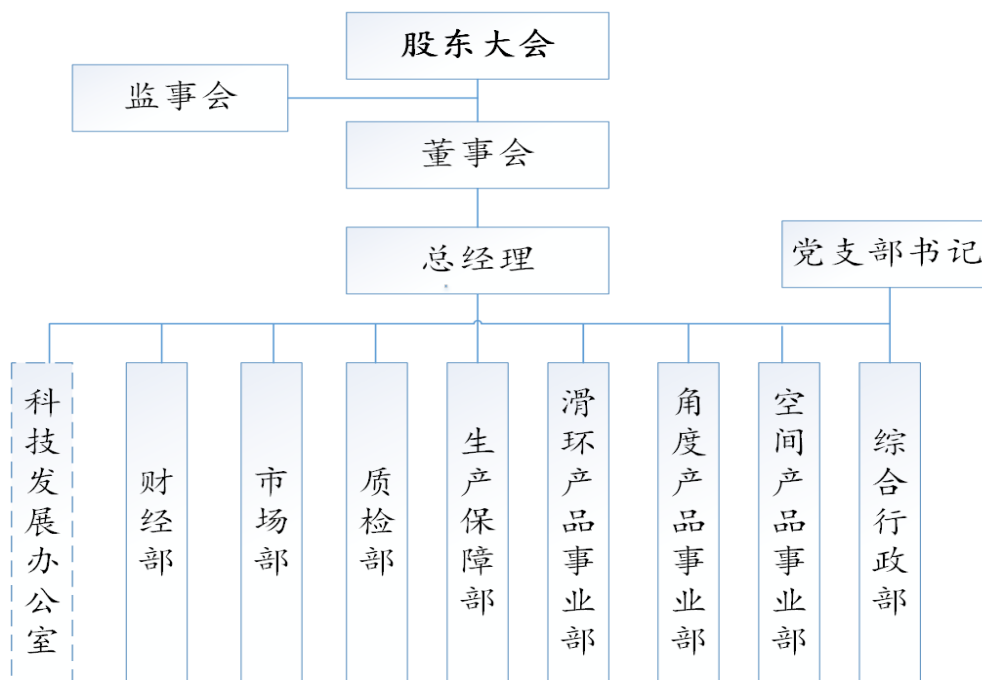 股东大会
监事会
董事会
总经理
党支部书记
科技发展办公室
财经部
市场部
质检部
生产保障部
滑环产品事业部
角度产品事业部
空间产品事业部
综合行政部